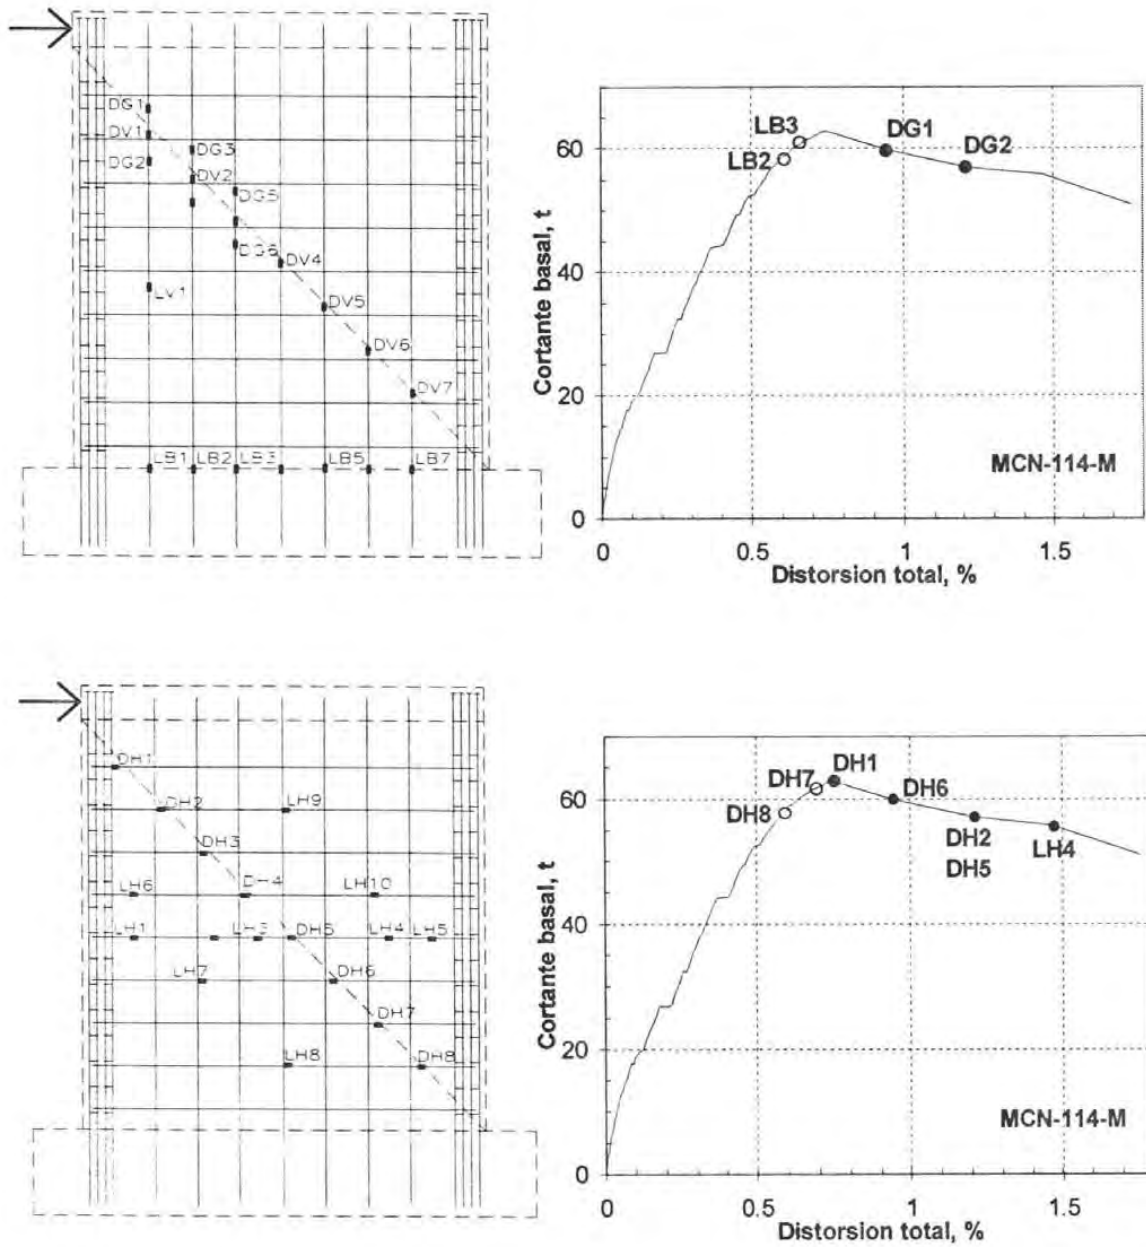 DG1
DV1
DG3
DG2
DV2
DG5
DG6
DV4
LV1
DV5
DV6
DV7
LB1 LB2 LB3 LB5 LB7
Cortante basal, t
60
40
20
0
LB3
LB2
DG1
DG2
MCN-114-M
0 0.5 1 1.5
Distorsion total, %
DH1
DH2 LH9
DH3
LH6 DH4 LH10
LH1 LH3 DH5 LH4 LH5
LH7 DH6
DH7
LH8 DH8
Cortante basal, t
60
40
20
0
DH7 DH1
DH6
DH8
DH2 LH4
DH5
MCN-114-M
0 0.5 1 1.5
Distorsion total, %